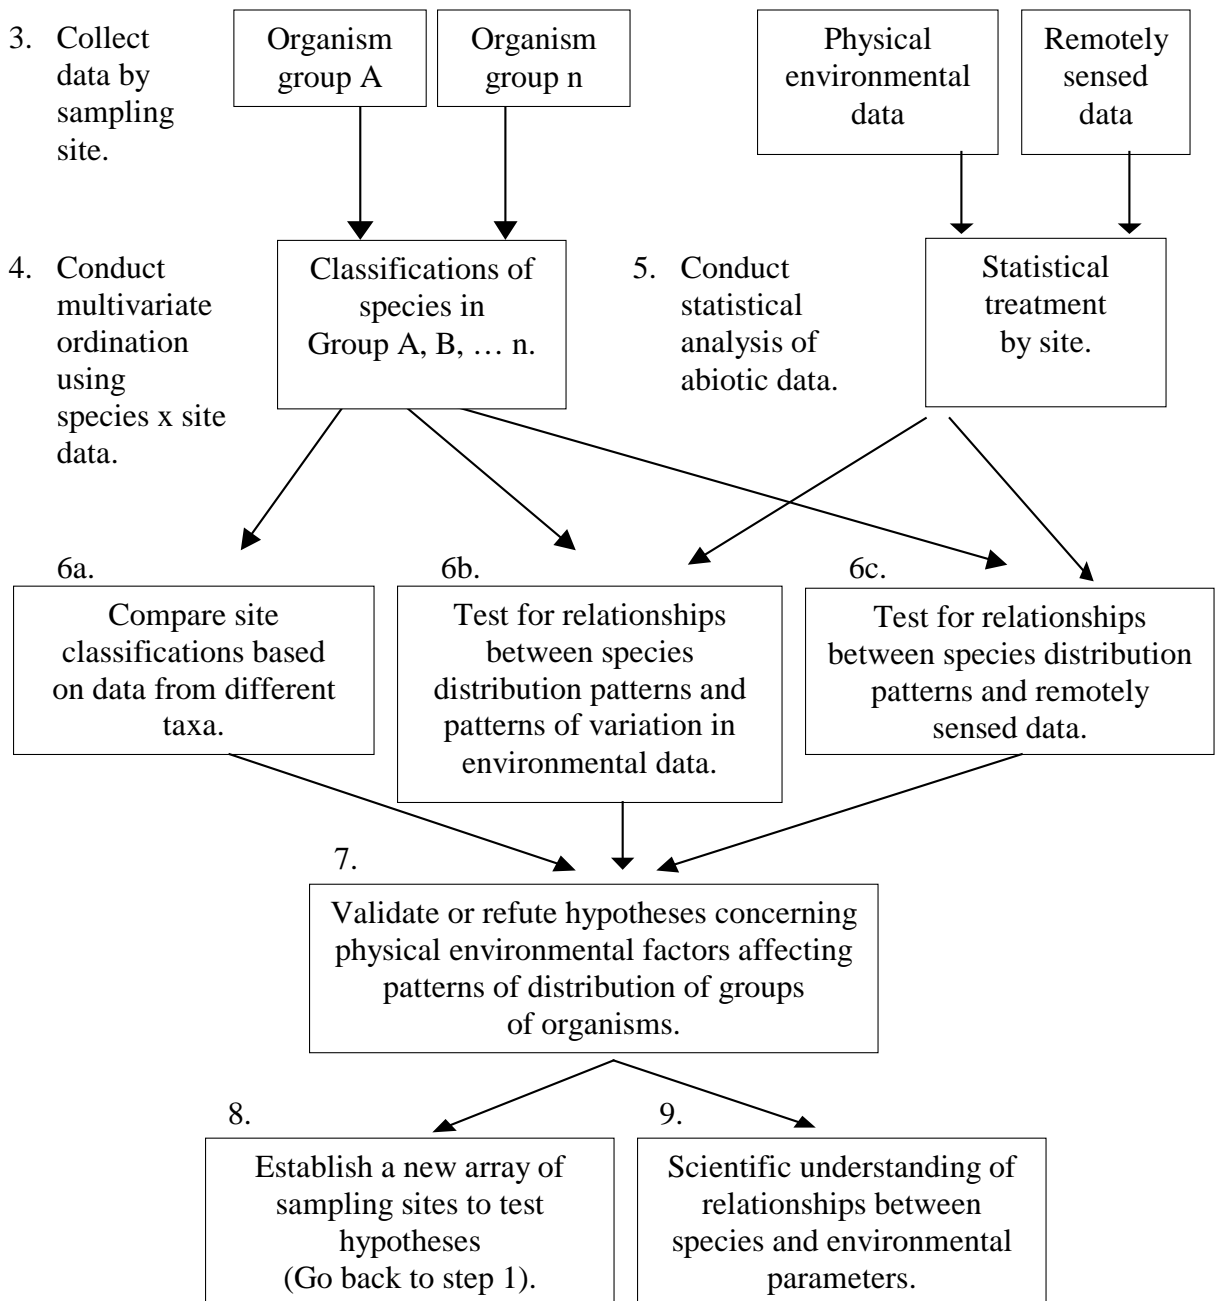 3. Collect
data by
sampling
site.
Organism
group A
Organism
group n
Physical
environmental
data
Remotely
sensed
data
4. Conduct
multivariate
ordination
using
species x site
data.
Classifications of
species in
Group A, B, … n.
5. Conduct
statistical
analysis of
abiotic data.
Statistical
treatment
by site.
6a.
Compare site
classifications based
on data from different
taxa.
6b.
Test for relationships
between species
distribution patterns and
patterns of variation in
environmental data.
6c.
Test for relationships
between species distribution
patterns and remotely
sensed data.
7.
Validate or refute hypotheses concerning
physical environmental factors affecting
patterns of distribution of groups
of organisms.
8.
Establish a new array of
sampling sites to test
hypotheses
(Go back to step 1).
9.
Scientific understanding of
relationships between
species and environmental
parameters.